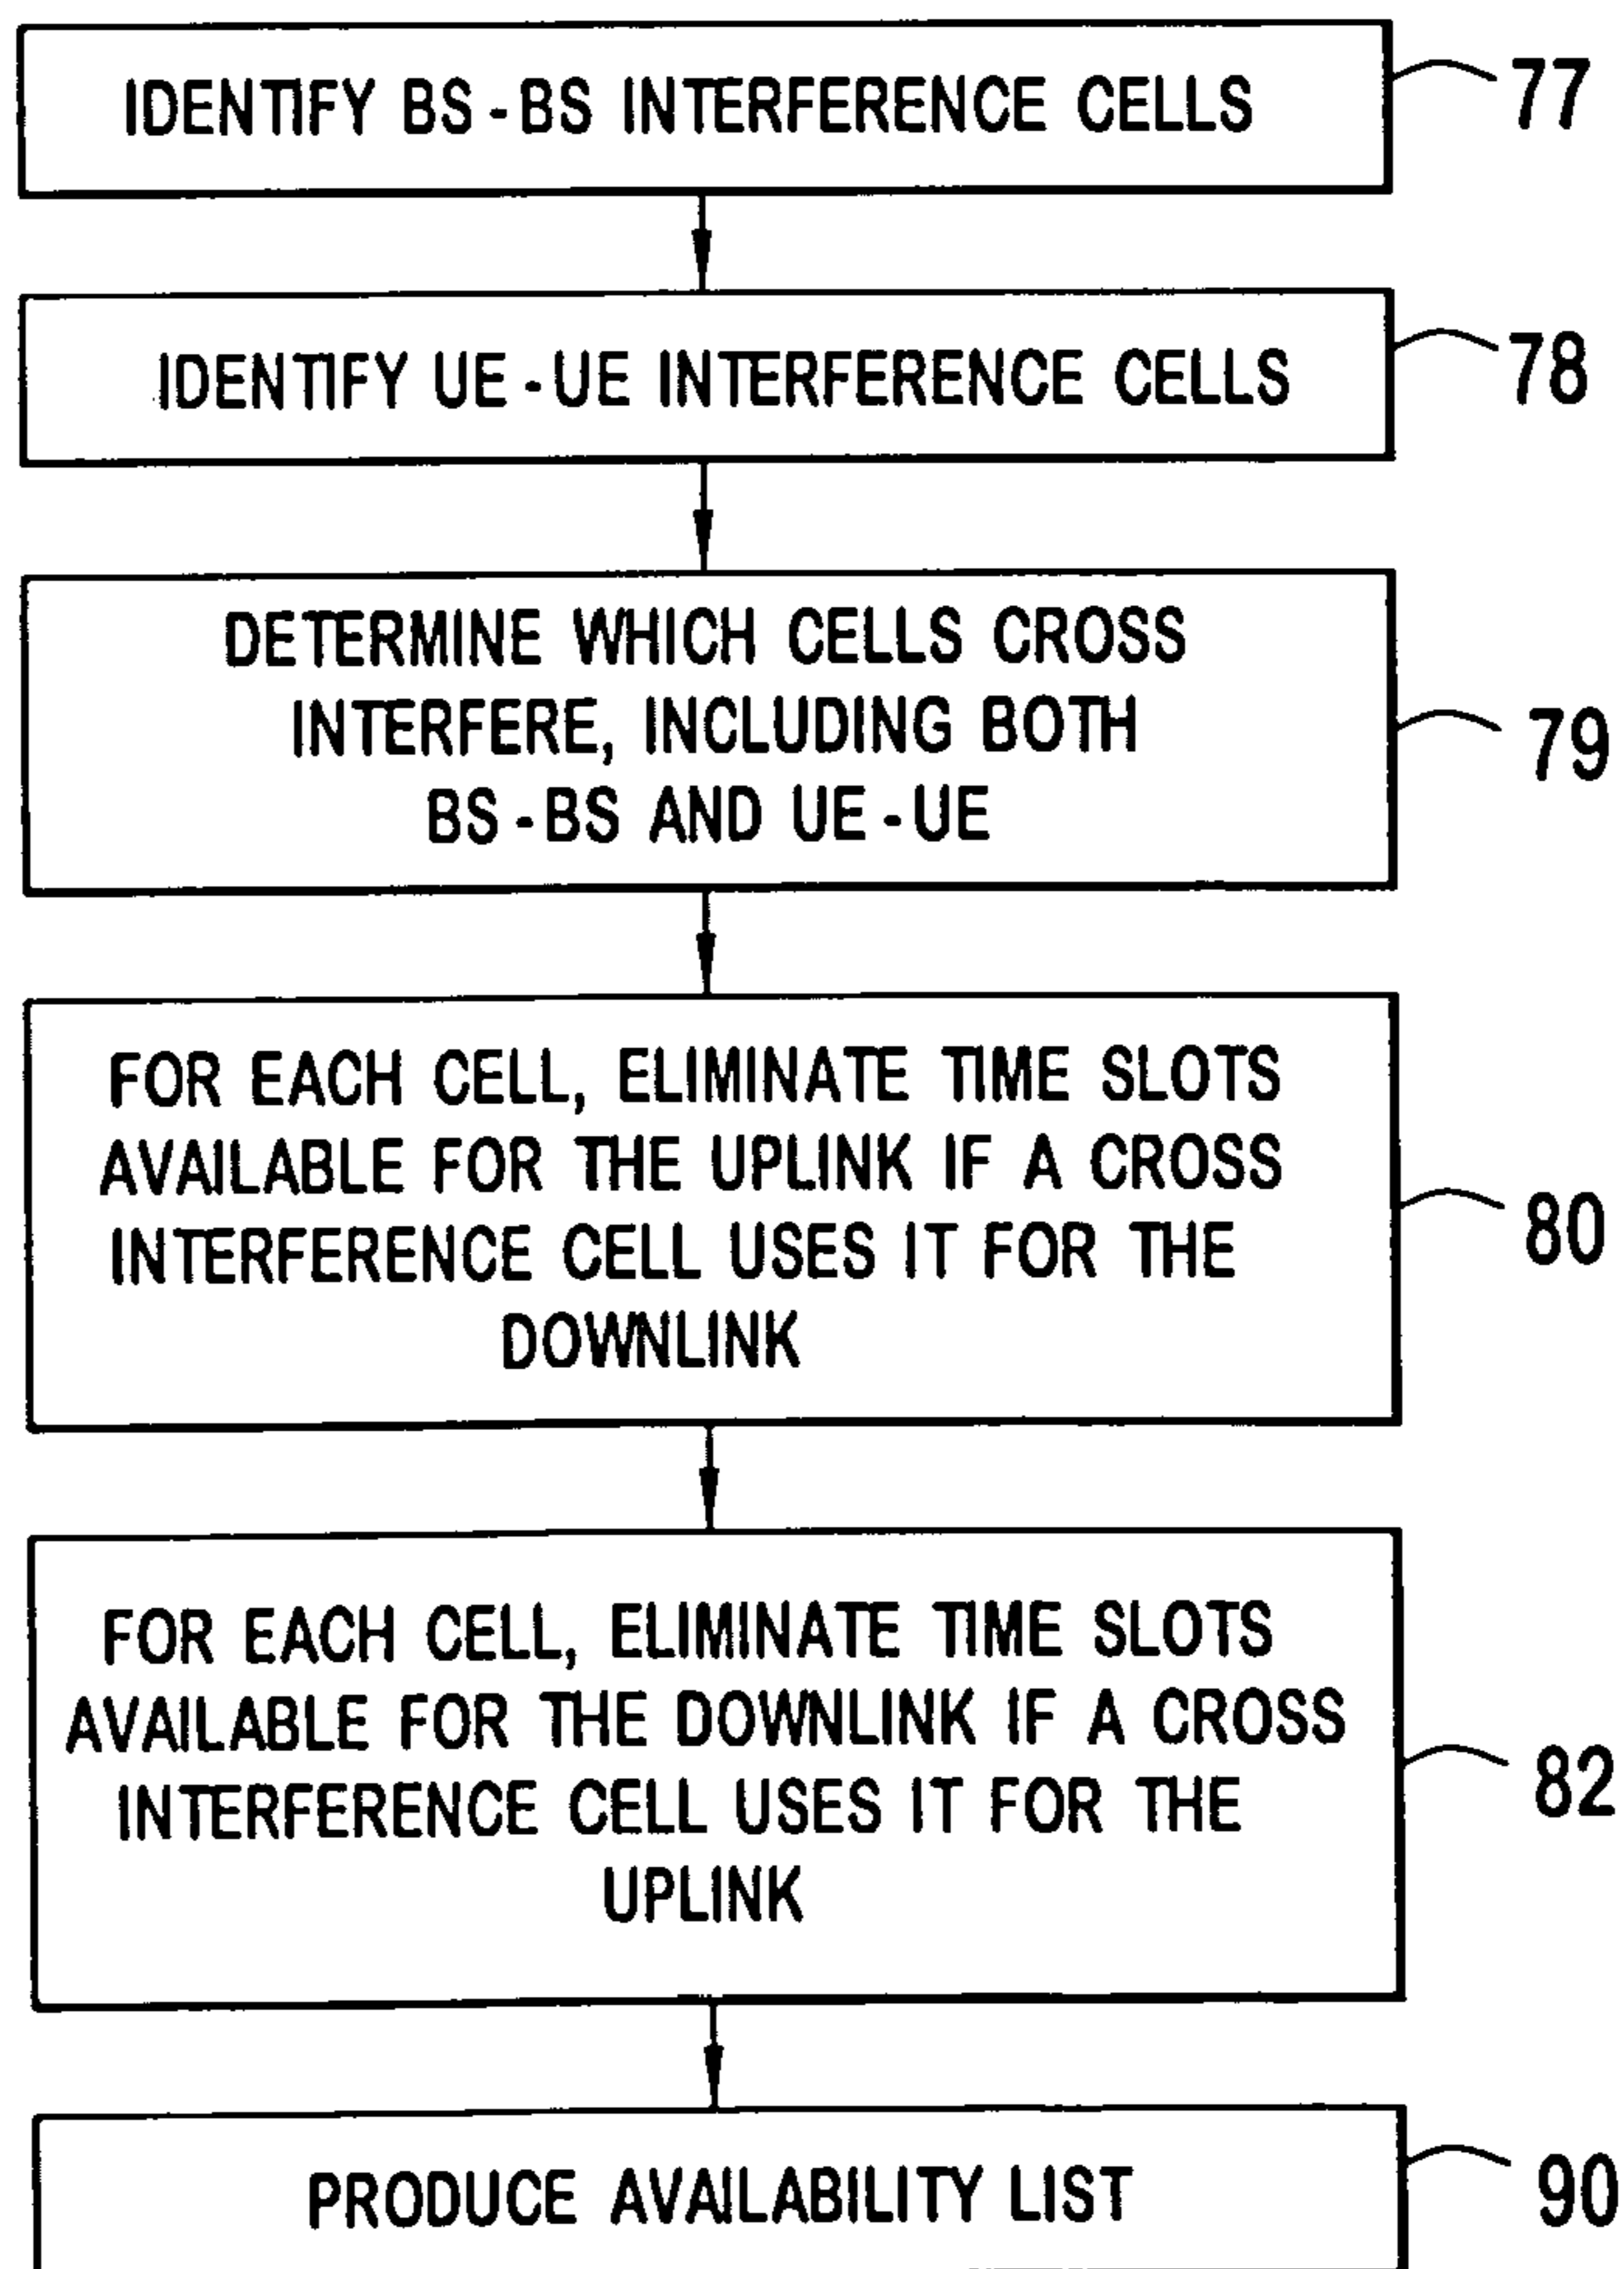 IDENTIFY BS-BS INTERFERENCE CELLS
77
IDENTIFY UE-UE INTERFERENCE CELLS
78
DETERMINE WHICH CELLS CROSS
INTERFERE, INCLUDING BOTH
BS-BS AND UE-UE
79
FOR EACH CELL, ELIMINATE TIME SLOTS
AVAILABLE FOR THE UPLINK IF A CROSS
INTERFERENCE CELL USES IT FOR THE
DOWNLINK
80
FOR EACH CELL, ELIMINATE TIME SLOTS
AVAILABLE FOR THE DOWNLINK IF A CROSS
INTERFERENCE CELL USES IT FOR THE
UPLINK
82
PRODUCE AVAILABILITY LIST
90